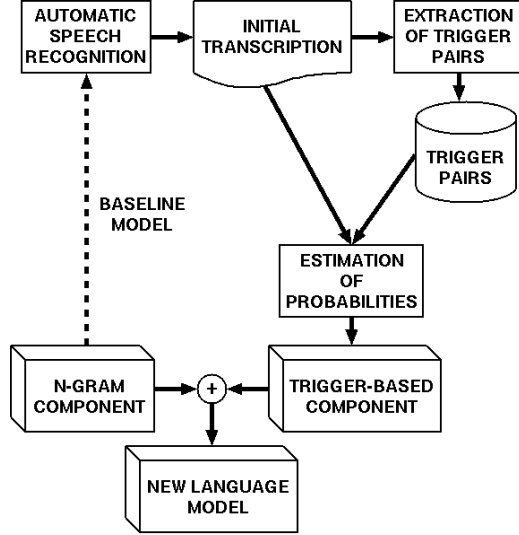 AUTOMATIC
SPEECH
RECOGNITION
INITIAL
TRANSCRIPTION
EXTRACTION
OF TRIGGER
PAIRS
TRIGGER
PAIRS
BASELINE
MODEL
ESTIMATION
OF
PROBABILITIES
N-GRAM
COMPONENT
+
TRIGGER-BASED
COMPONENT
NEW LANGUAGE
MODEL